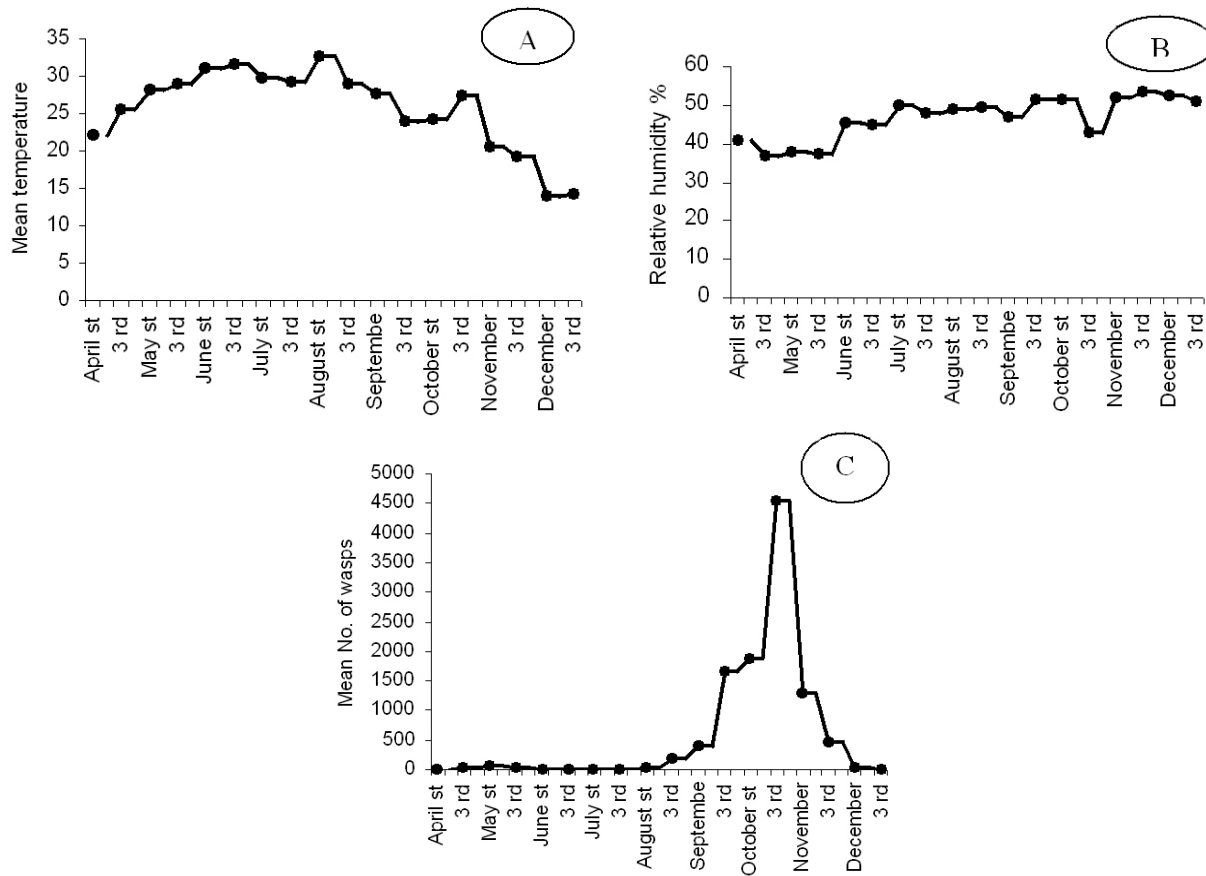 A
Mean temperature
35
30
25
20
15
10
5
0
April st
3 rd
May st
3 rd
June st
3 rd
July st
3 rd
August st
3 rd
Septembe
3 rd
October st
3 rd
November
3 rd
December
3 rd
B
Relative humidity %
60
50
40
30
20
10
0
April st
3 rd
May st
3 rd
June st
3 rd
July st
3 rd
August st
3 rd
Septembe
3 rd
October st
3 rd
November
3 rd
December
3 rd
C
Mean No. of wasps
5000
4500
4000
3500
3000
2500
2000
1500
1000
500
0
April st
3 rd
May st
3 rd
June st
3 rd
July st
3 rd
August st
3 rd
Septembe
3 rd
October st
3 rd
November
3 rd
December
3 rd